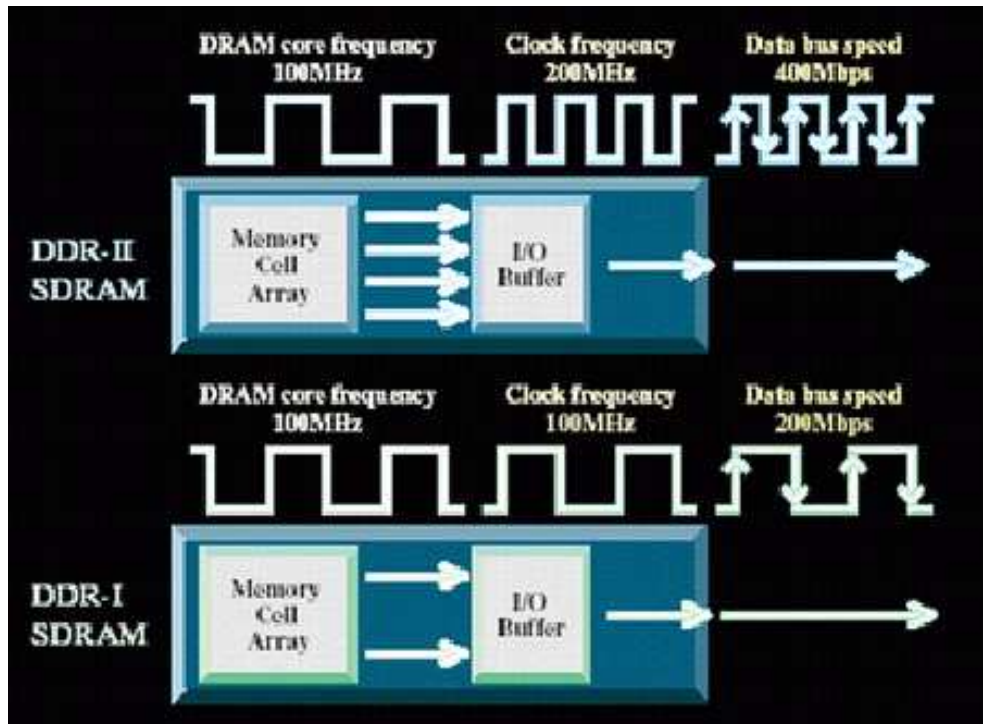 DRAM core frequency
100MHz
Clock frequency
200MHz
Data bus speed
400Mbps
DDR-II
SDRAM
Memory
Cell
Array
I/O
Buffer
DRAM core frequency
100MHz
Clock frequency
100MHz
Data bus speed
200Mbps
DDR-I
SDRAM
Memory
Cell
Array
I/O
Buffer